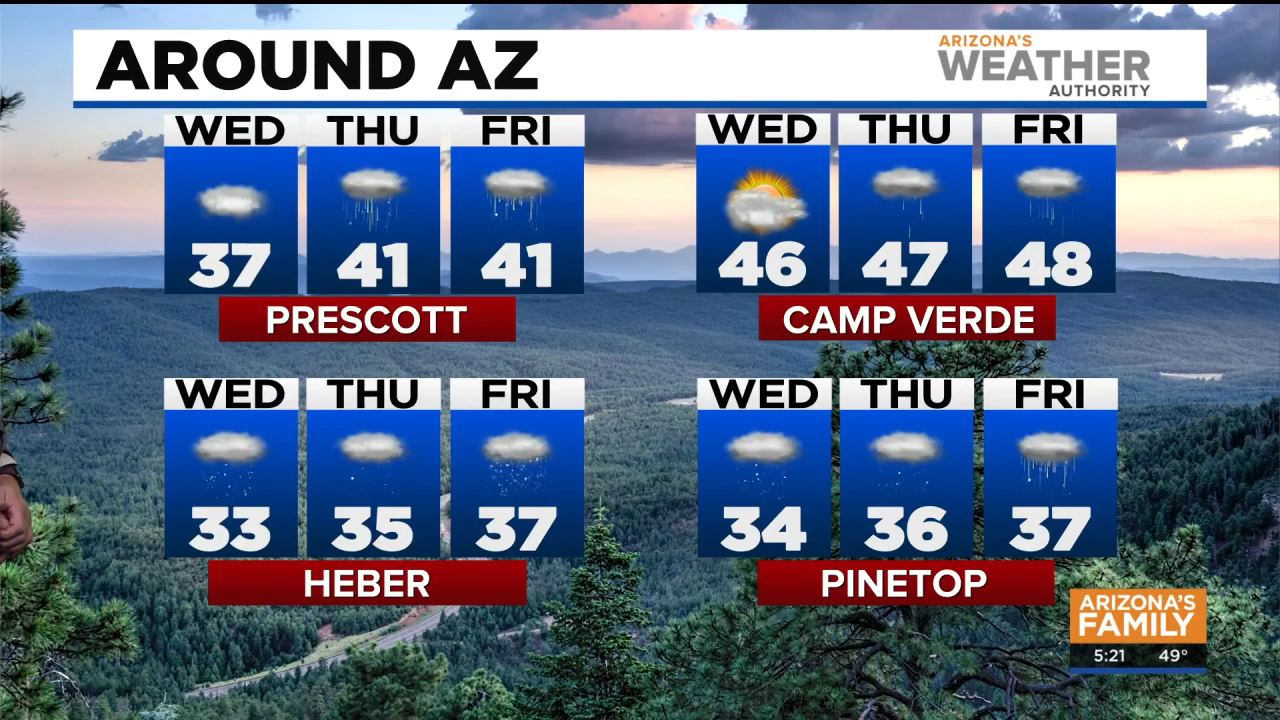 AROUND AZ
ARIZONA'S
WEATHER
AUTHORITY
WED THU FRI
37 41 41
PRESCOTT
WED THU FRI
46 47 48
CAMP VERDE
WED THU FRI
33 35 37
HEBER
WED THU FRI
34 36 37
PINETOP
ARIZONA'S
FAMILY
5:21 49°